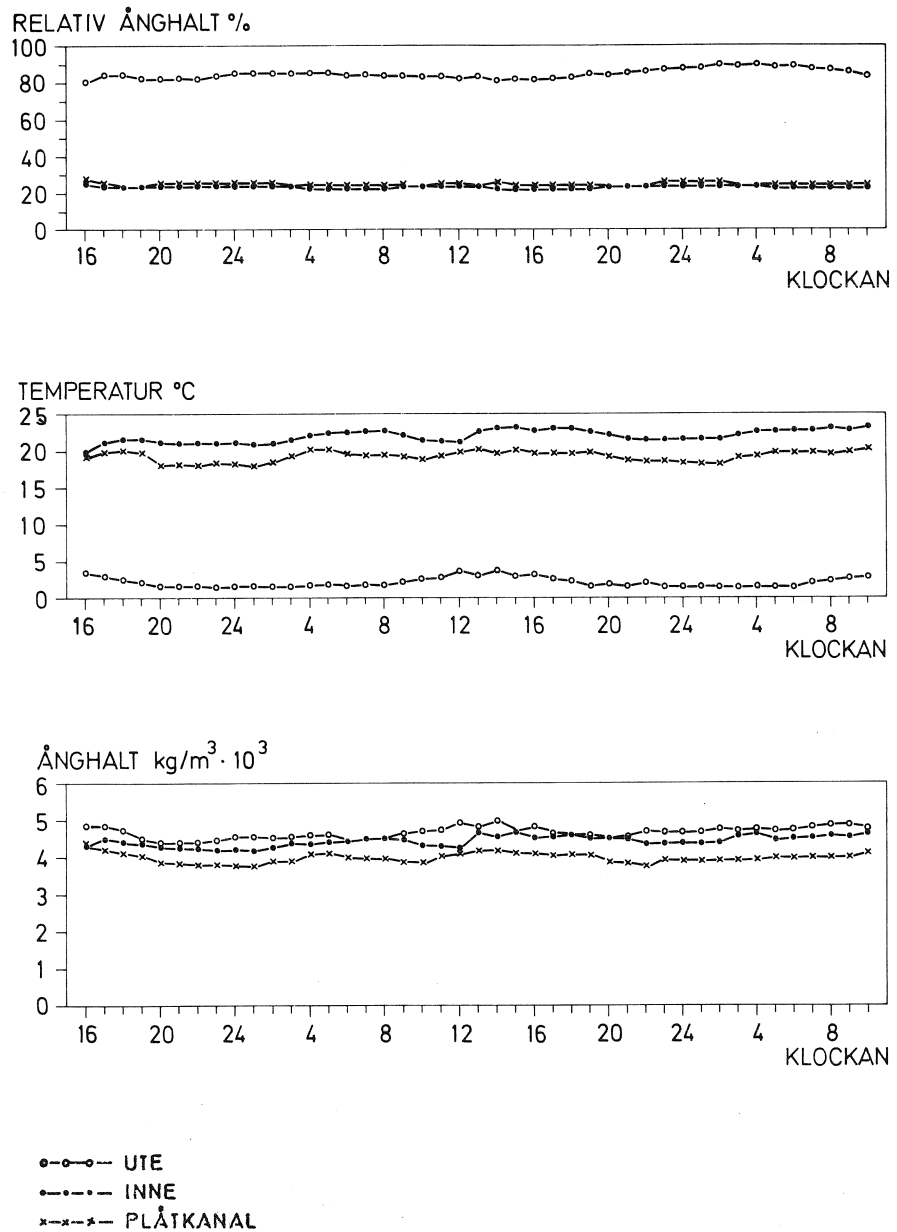 RELATIV ÅNGHALT %
100
80
60
40
20
0
16 20 24 4 8 12 16 20 24 4 8
KLOCKAN
TEMPERATUR °C
25
20
15
10
5
0
16 20 24 4 8 12 16 20 24 4 8
KLOCKAN
ÅNGHALT kg/m³ · 10³
6
5
4
3
2
1
0
16 20 24 4 8 12 16 20 24 4 8
KLOCKAN
UTE
INNE
PLÅTKANAL